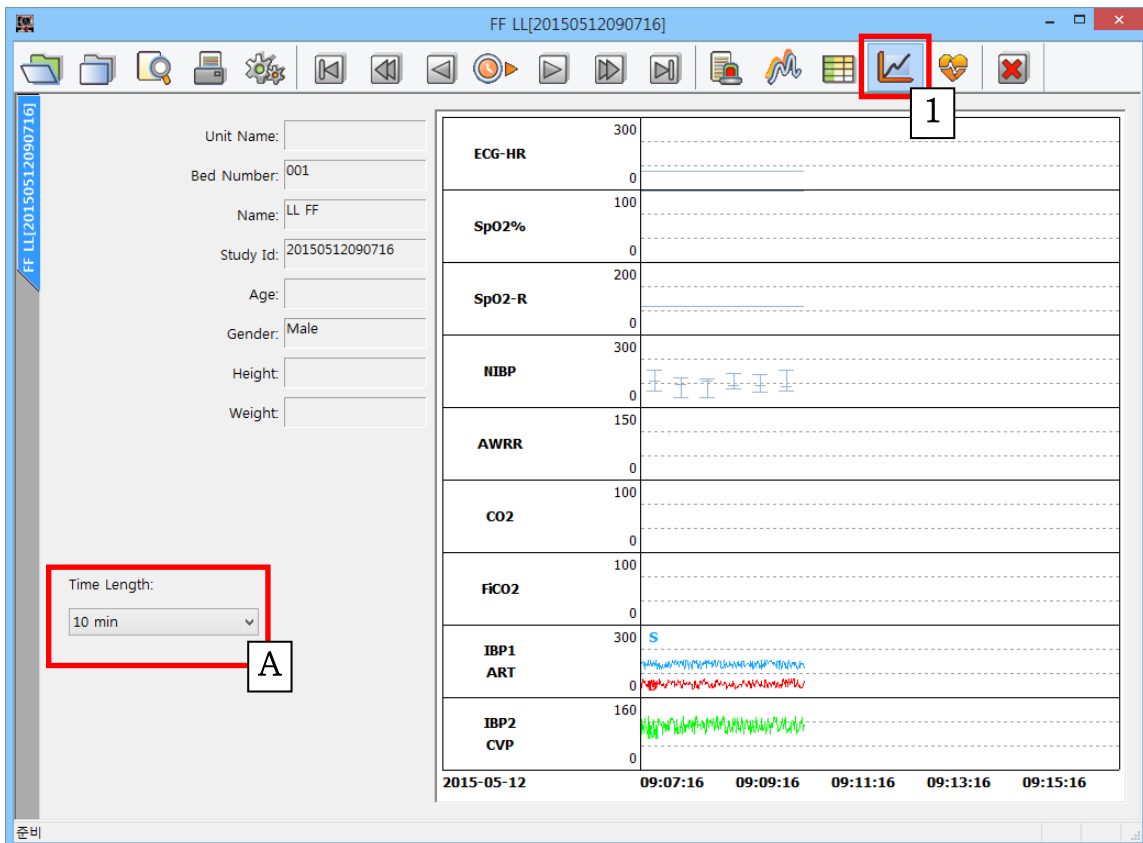 FF LL[20150512090716]
1
FF LL[20150512090716]
Unit Name:
Bed Number: 001
Name: LL FF
Study Id: 20150512090716
Age:
Gender: Male
Height:
Weight:
Time Length:
10 min
A
300
ECG-HR
0
100
SpO2%
0
200
SpO2-R
0
300
NIBP
0
150
AWRR
0
100
CO2
0
100
FiCO2
0
300 S
IBP1
ART
0 D
160
IBP2
CVP
0
2015-05-12 09:07:16 09:09:16 09:11:16 09:13:16 09:15:16
준비